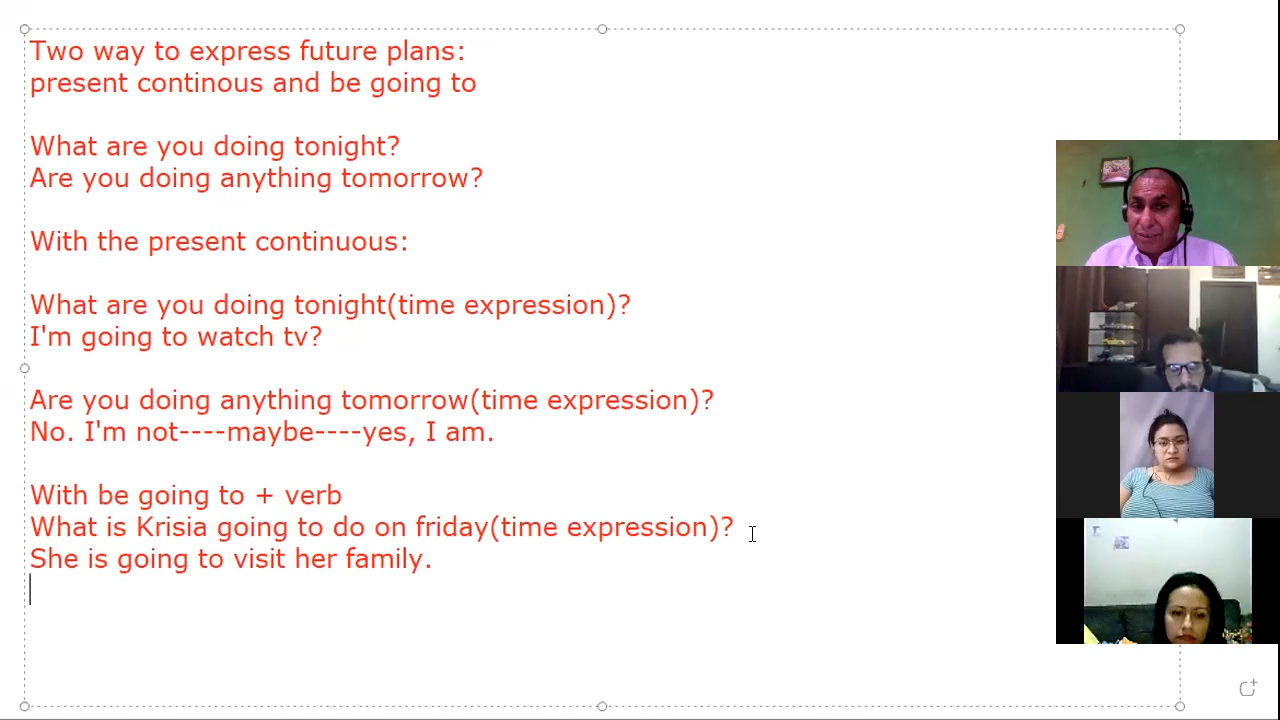 Two way to express future plans:
present continous and be going to
What are you doing tonight?
Are you doing anything tomorrow?
With the present continuous:
What are you doing tonight(time expression)?
I'm going to watch tv?
Are you doing anything tomorrow(time expression)?
No. I'm not----maybe----yes, I am.
With be going to + verb
What is Krisia going to do on friday(time expression)?
She is going to visit her family.